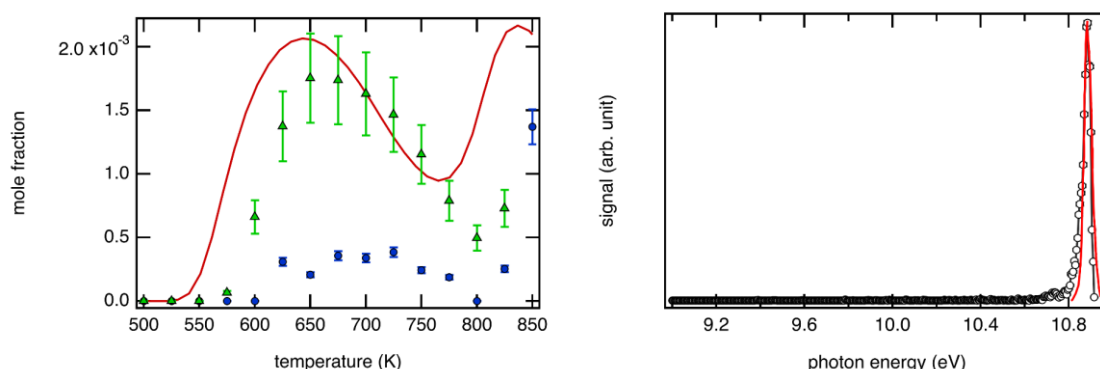 mole fraction
2.0 x10-3
1.5
1.0
0.5
0.0
500 550 600 650 700 750 800 850
temperature (K)
signal (arb. unit)
9.2 9.6 10.0 10.4 10.8
photon energy (eV)